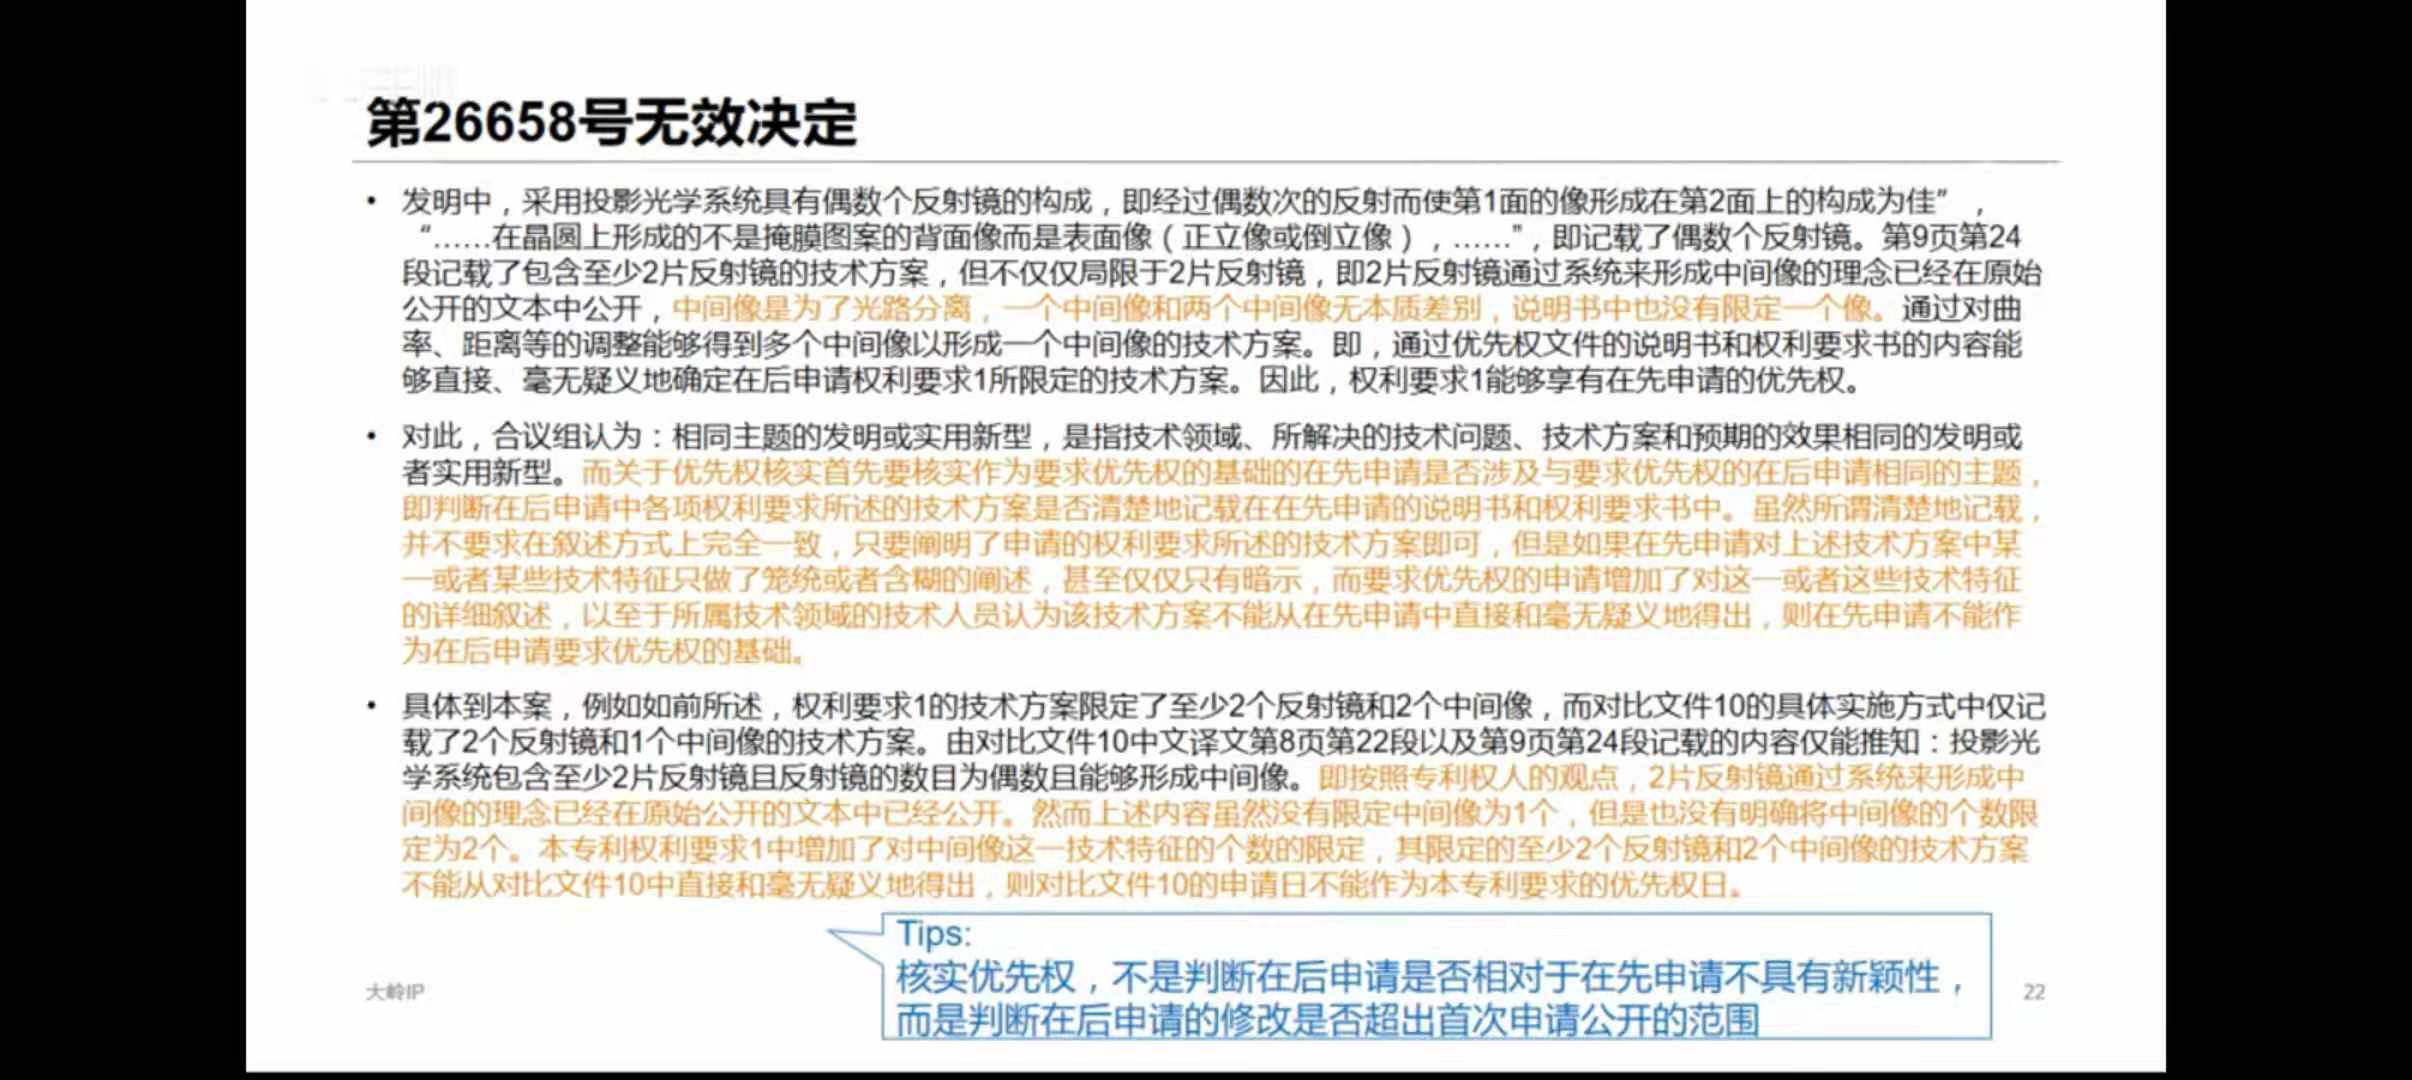 第26658号无效决定
• 发明中，采用投影光学系统具有偶数个反射镜的构成，即经过偶数次的反射而使第1面的像形成在第2面上的构成为佳”，
“……在晶圆上形成的不是掩膜图案的背面像而是表面像（正立像或倒立像），……”，即记载了偶数个反射镜。第9页第24
段记载了包含至少2片反射镜的技术方案，但不仅仅局限于2片反射镜，即2片反射镜通过系统来形成中间像的理念已经在原始
公开的文本中公开，中间像是为了光路分离，一个中间像和两个中间像无本质差别，说明书中也没有限定一个像。通过对曲
率、距离等的调整能够得到多个中间像以形成一个中间像的技术方案。即，通过优先权文件的说明书和权利要求书的内容能
够直接、毫无疑义地确定在后申请权利要求1所限定的技术方案。因此，权利要求1能够享有在先申请的优先权。
• 对此，合议组认为：相同主题的发明或实用新型，是指技术领域、所解决的技术问题、技术方案和预期的效果相同的发明或
者实用新型。而关于优先权核实首先要核实作为要求优先权的基础的在先申请是否涉及与要求优先权的在后申请相同的主题，
即判断在后申请中各项权利要求所述的技术方案是否清楚地记载在在先申请的说明书和权利要求书中。虽然所谓清楚地记载，
并不要求在叙述方式上完全一致，只要阐明了申请的权利要求所述的技术方案即可，但是如果在先申请对上述技术方案中某
一或者某些技术特征只做了笼统或者含糊的阐述，甚至仅仅只有暗示，而要求优先权的申请增加了对这一或者这些技术特征
的详细叙述，以至于所属技术领域的技术人员认为该技术方案不能从在先申请中直接和毫无疑义地得出，则在先申请不能作
为在后申请要求优先权的基础。
• 具体到本案，例如如前所述，权利要求1的技术方案限定了至少2个反射镜和2个中间像，而对比文件10的具体实施方式中仅记
载了2个反射镜和1个中间像的技术方案。由对比文件10中文译文第8页第22段以及第9页第24段记载的内容仅能推知：投影光
学系统包含至少2片反射镜且反射镜的数目为偶数且能够形成中间像。即按照专利权人的观点，2片反射镜通过系统来形成中
间像的理念已经在原始公开的文本中已经公开。然而上述内容虽然没有限定中间像为1个，但是也没有明确将中间像的个数限
定为2个。本专利权利要求1中增加了对中间像这一技术特征的个数的限定，其限定的至少2个反射镜和2个中间像的技术方案
不能从对比文件10中直接和毫无疑义地得出，则对比文件10的申请日不能作为本专利要求的优先权日。
Tips:
核实优先权，不是判断在后申请是否相对于在先申请不具有新颖性，
而是判断在后申请的修改是否超出首次申请公开的范围
大岭IP
22